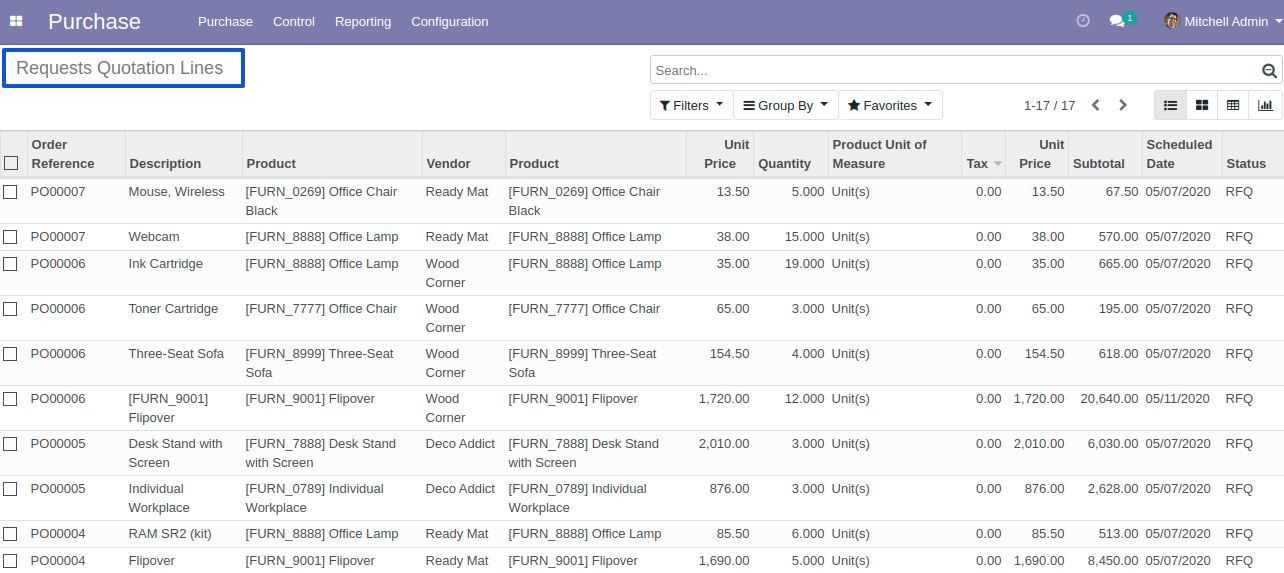 Purchase Purchase Control Reporting Configuration 1 Mitchell Admin
Requests Quotation Lines
Search...
Filters Group By Favorites 1-17 / 17
Order Reference Description Product Vendor Product Unit Price Quantity Product Unit of Measure Tax Unit Price Subtotal Scheduled Date Status
PO00007 Mouse, Wireless [FURN_0269] Office Chair Black Ready Mat [FURN_0269] Office Chair Black 13.50 5.000 Unit(s) 0.00 13.50 67.50 05/07/2020 RFQ
PO00007 Webcam [FURN_8888] Office Lamp Ready Mat [FURN_8888] Office Lamp 38.00 15.000 Unit(s) 0.00 38.00 570.00 05/07/2020 RFQ
PO00006 Ink Cartridge [FURN_8888] Office Lamp Wood Corner [FURN_8888] Office Lamp 35.00 19.000 Unit(s) 0.00 35.00 665.00 05/07/2020 RFQ
PO00006 Toner Cartridge [FURN_7777] Office Chair Wood Corner [FURN_7777] Office Chair 65.00 3.000 Unit(s) 0.00 65.00 195.00 05/07/2020 RFQ
PO00006 Three-Seat Sofa [FURN_8999] Three-Seat Sofa Wood Corner [FURN_8999] Three-Seat Sofa 154.50 4.000 Unit(s) 0.00 154.50 618.00 05/07/2020 RFQ
PO00006 [FURN_9001] Flipover [FURN_9001] Flipover Wood Corner [FURN_9001] Flipover 1,720.00 12.000 Unit(s) 0.00 1,720.00 20,640.00 05/11/2020 RFQ
PO00005 Desk Stand with Screen [FURN_7888] Desk Stand with Screen Deco Addict [FURN_7888] Desk Stand with Screen 2,010.00 3.000 Unit(s) 0.00 2,010.00 6,030.00 05/07/2020 RFQ
PO00005 Individual Workplace [FURN_0789] Individual Workplace Deco Addict [FURN_0789] Individual Workplace 876.00 3.000 Unit(s) 0.00 876.00 2,628.00 05/07/2020 RFQ
PO00004 RAM SR2 (kit) [FURN_8888] Office Lamp Ready Mat [FURN_8888] Office Lamp 85.50 6.000 Unit(s) 0.00 85.50 513.00 05/07/2020 RFQ
PO00004 Flipover [FURN_9001] Flipover Ready Mat [FURN_9001] Flipover 1,690.00 5.000 Unit(s) 0.00 1,690.00 8,450.00 05/07/2020 RFQ